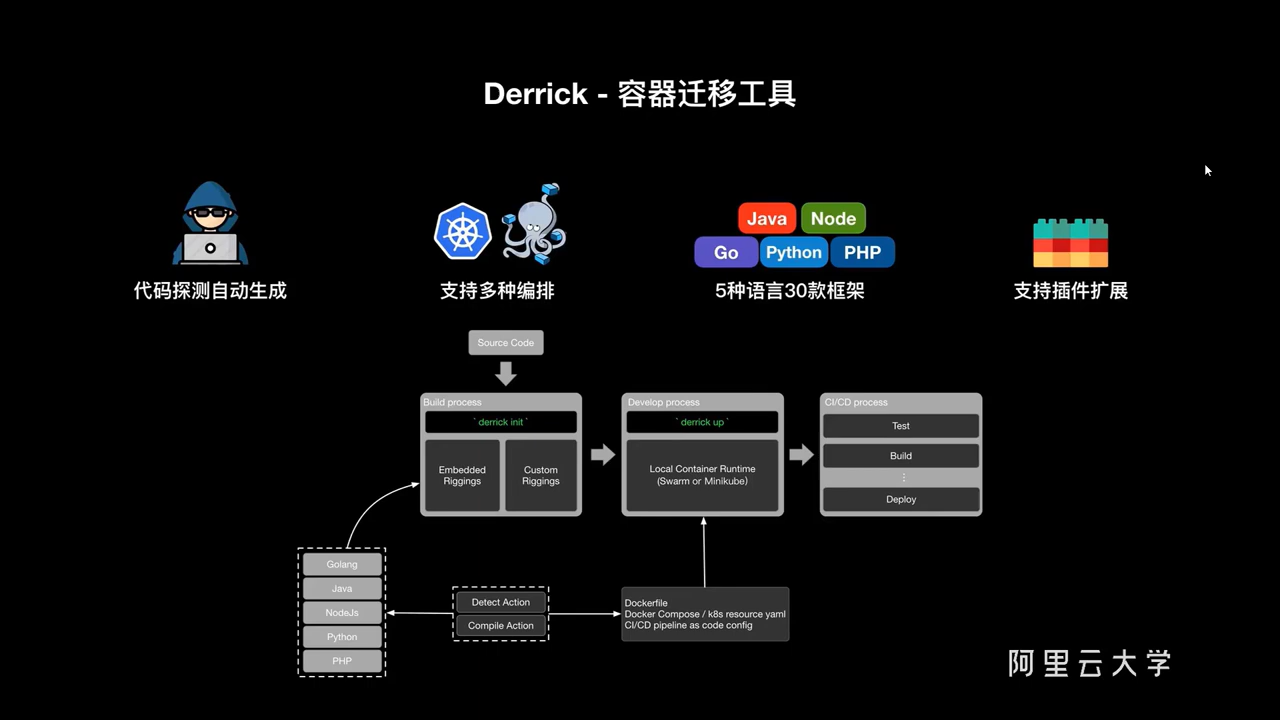 Derrick - 容器迁移工具
Java Node
Go Python PHP
代码探测自动生成
支持多种编排
5种语言30款框架
支持插件扩展
Source Code
Build process
` derrick init `
Embedded
Riggings
Custom
Riggings
Develop process
` derrick up `
Local Container Runtime
(Swarm or Minikube)
CI/CD process
Test
Build
⋮
Deploy
Golang
Java
NodeJs
Python
PHP
Detect Action
Compile Action
Dockerfile
Docker Compose / k8s resource yaml
CI/CD pipeline as code config
阿里云大学